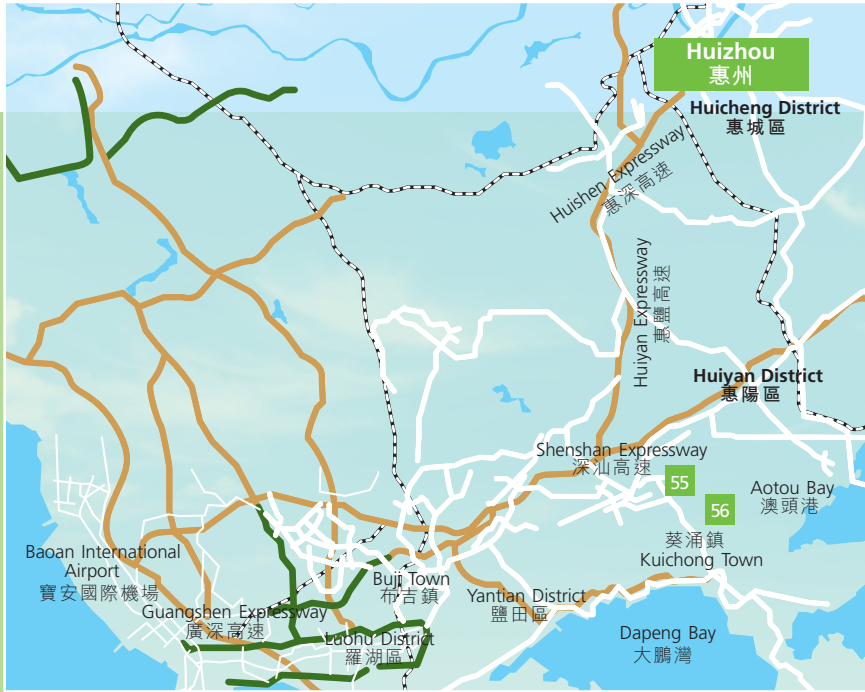 Huizhou
惠州
Huicheng District
惠城區
Huishen Expressway
惠深高速
Huiyan Expressway
惠鹽高速
Huiyan District
惠陽區
Shenshan Expressway
深汕高速
55
56
Aotou Bay
澳頭港
葵涌鎮
Kuichong Town
Baoan International
Airport
寶安國際機場
Buji Town
布吉鎮
Yantian District
鹽田區
Guangshen Expressway
廣深高速
Luohu District
羅湖區
Dapeng Bay
大鵬灣